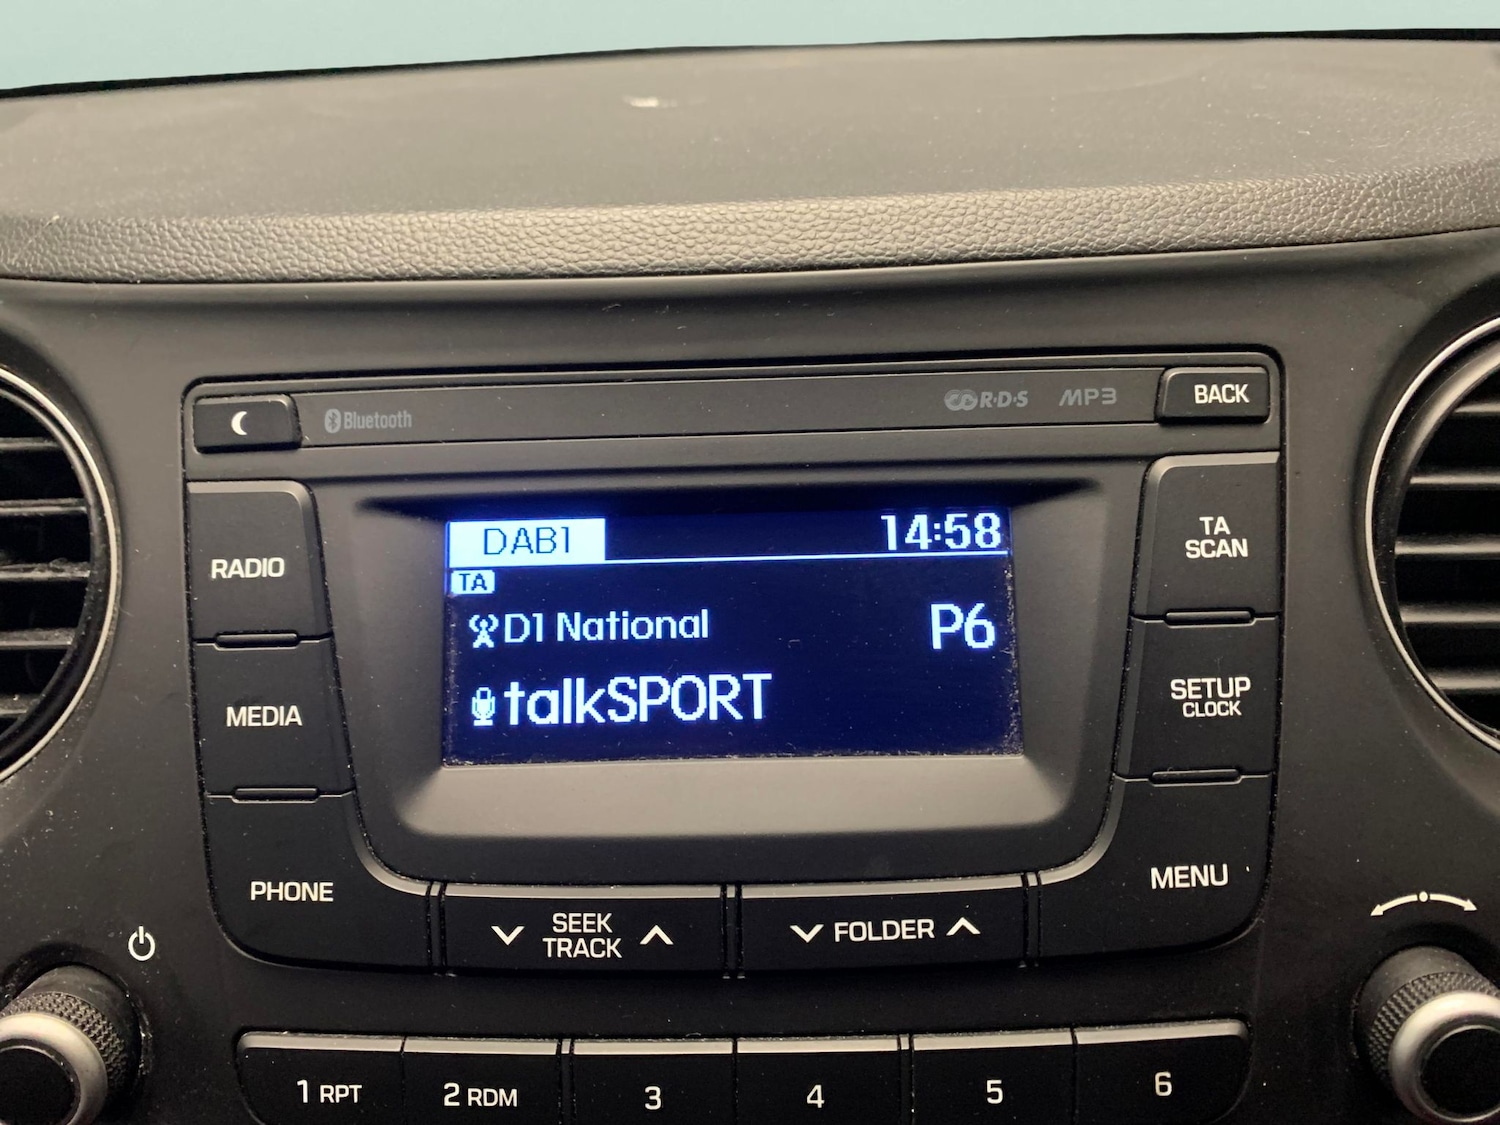 Bluetooth
R·D·S MP3
BACK
RADIO
MEDIA
PHONE
DAB1 14:58
TA
D1 National P6
talkSPORT
TA
SCAN
SETUP
CLOCK
MENU
SEEK
TRACK
FOLDER
1 RPT
2 RDM
3
4
5
6